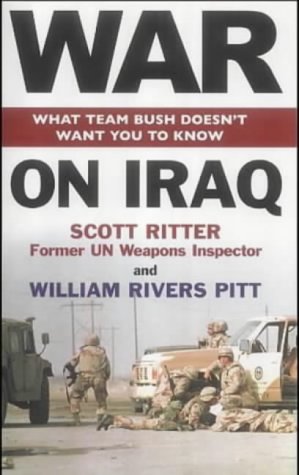 WAR
WHAT TEAM BUSH DOESN'T
WANT YOU TO KNOW
ON IRAQ
SCOTT RITTER
Former UN Weapons Inspector
and
WILLIAM RIVERS PITT